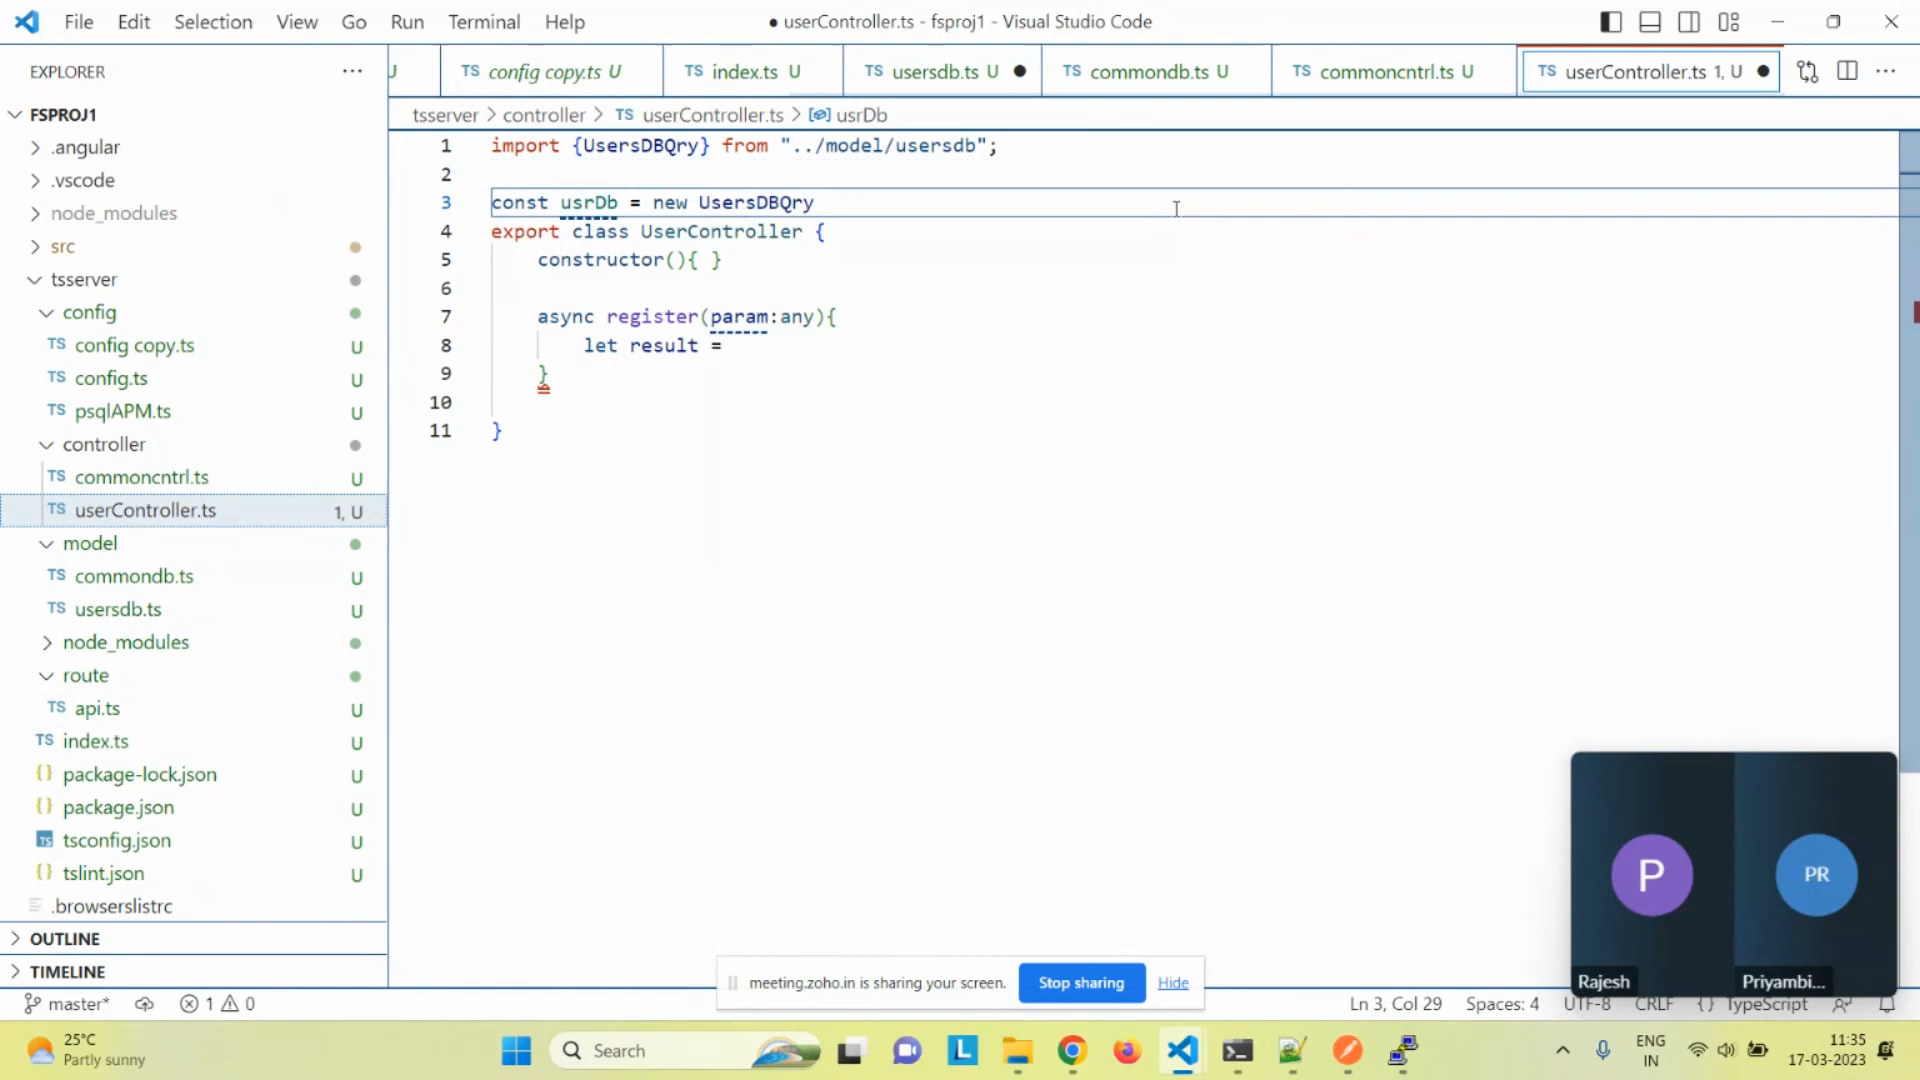 File Edit Selection View Go Run Terminal Help
● userController.ts - fsproj1 - Visual Studio Code
EXPLORER
U
TS config copy.ts U
TS index.ts U
TS usersdb.ts U
TS commondb.ts U
TS commoncntrl.ts U
TS userController.ts 1, U
tsserver > controller > TS userController.ts > usrDb
FSPROJ1
.angular
.vscode
node_modules
src
tsserver
config
TS config copy.ts U
TS config.ts U
TS psqlAPM.ts U
controller
TS commoncntrl.ts U
TS userController.ts 1, U
model
TS commondb.ts U
TS usersdb.ts U
node_modules
route
TS api.ts U
TS index.ts U
{} package-lock.json U
{} package.json U
TS tsconfig.json U
{} tslint.json U
.browserslistrc
OUTLINE
TIMELINE
1 import {UsersDBQry} from "../model/usersdb";
2
3 const usrDb = new UsersDBQry
4 export class UserController {
5 constructor(){ }
6
7 async register(param:any){
8 let result =
9 }
10
11 }
P
PR
Rajesh
Priyambi...
meeting.zoho.in is sharing your screen. Stop sharing Hide
master* 1 0
Ln 3, Col 29 Spaces: 4 UTF-8 CRLF {} TypeScript
25°C
Partly sunny
Search
L
ENG
IN
11:35
17-03-2023